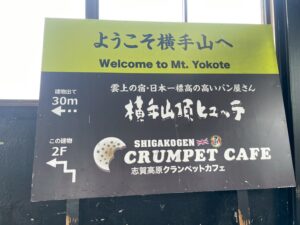 ようこそ横手山へ
Welcome to Mt. Yokote
建物出て
30m
雲上の宿・日本一標高の高いパン屋さん
横手山頂ヒュッテ
この建物
2F
SHIGAKOGEN
CRUMPET CAFE
志賀高原クランペットカフェ